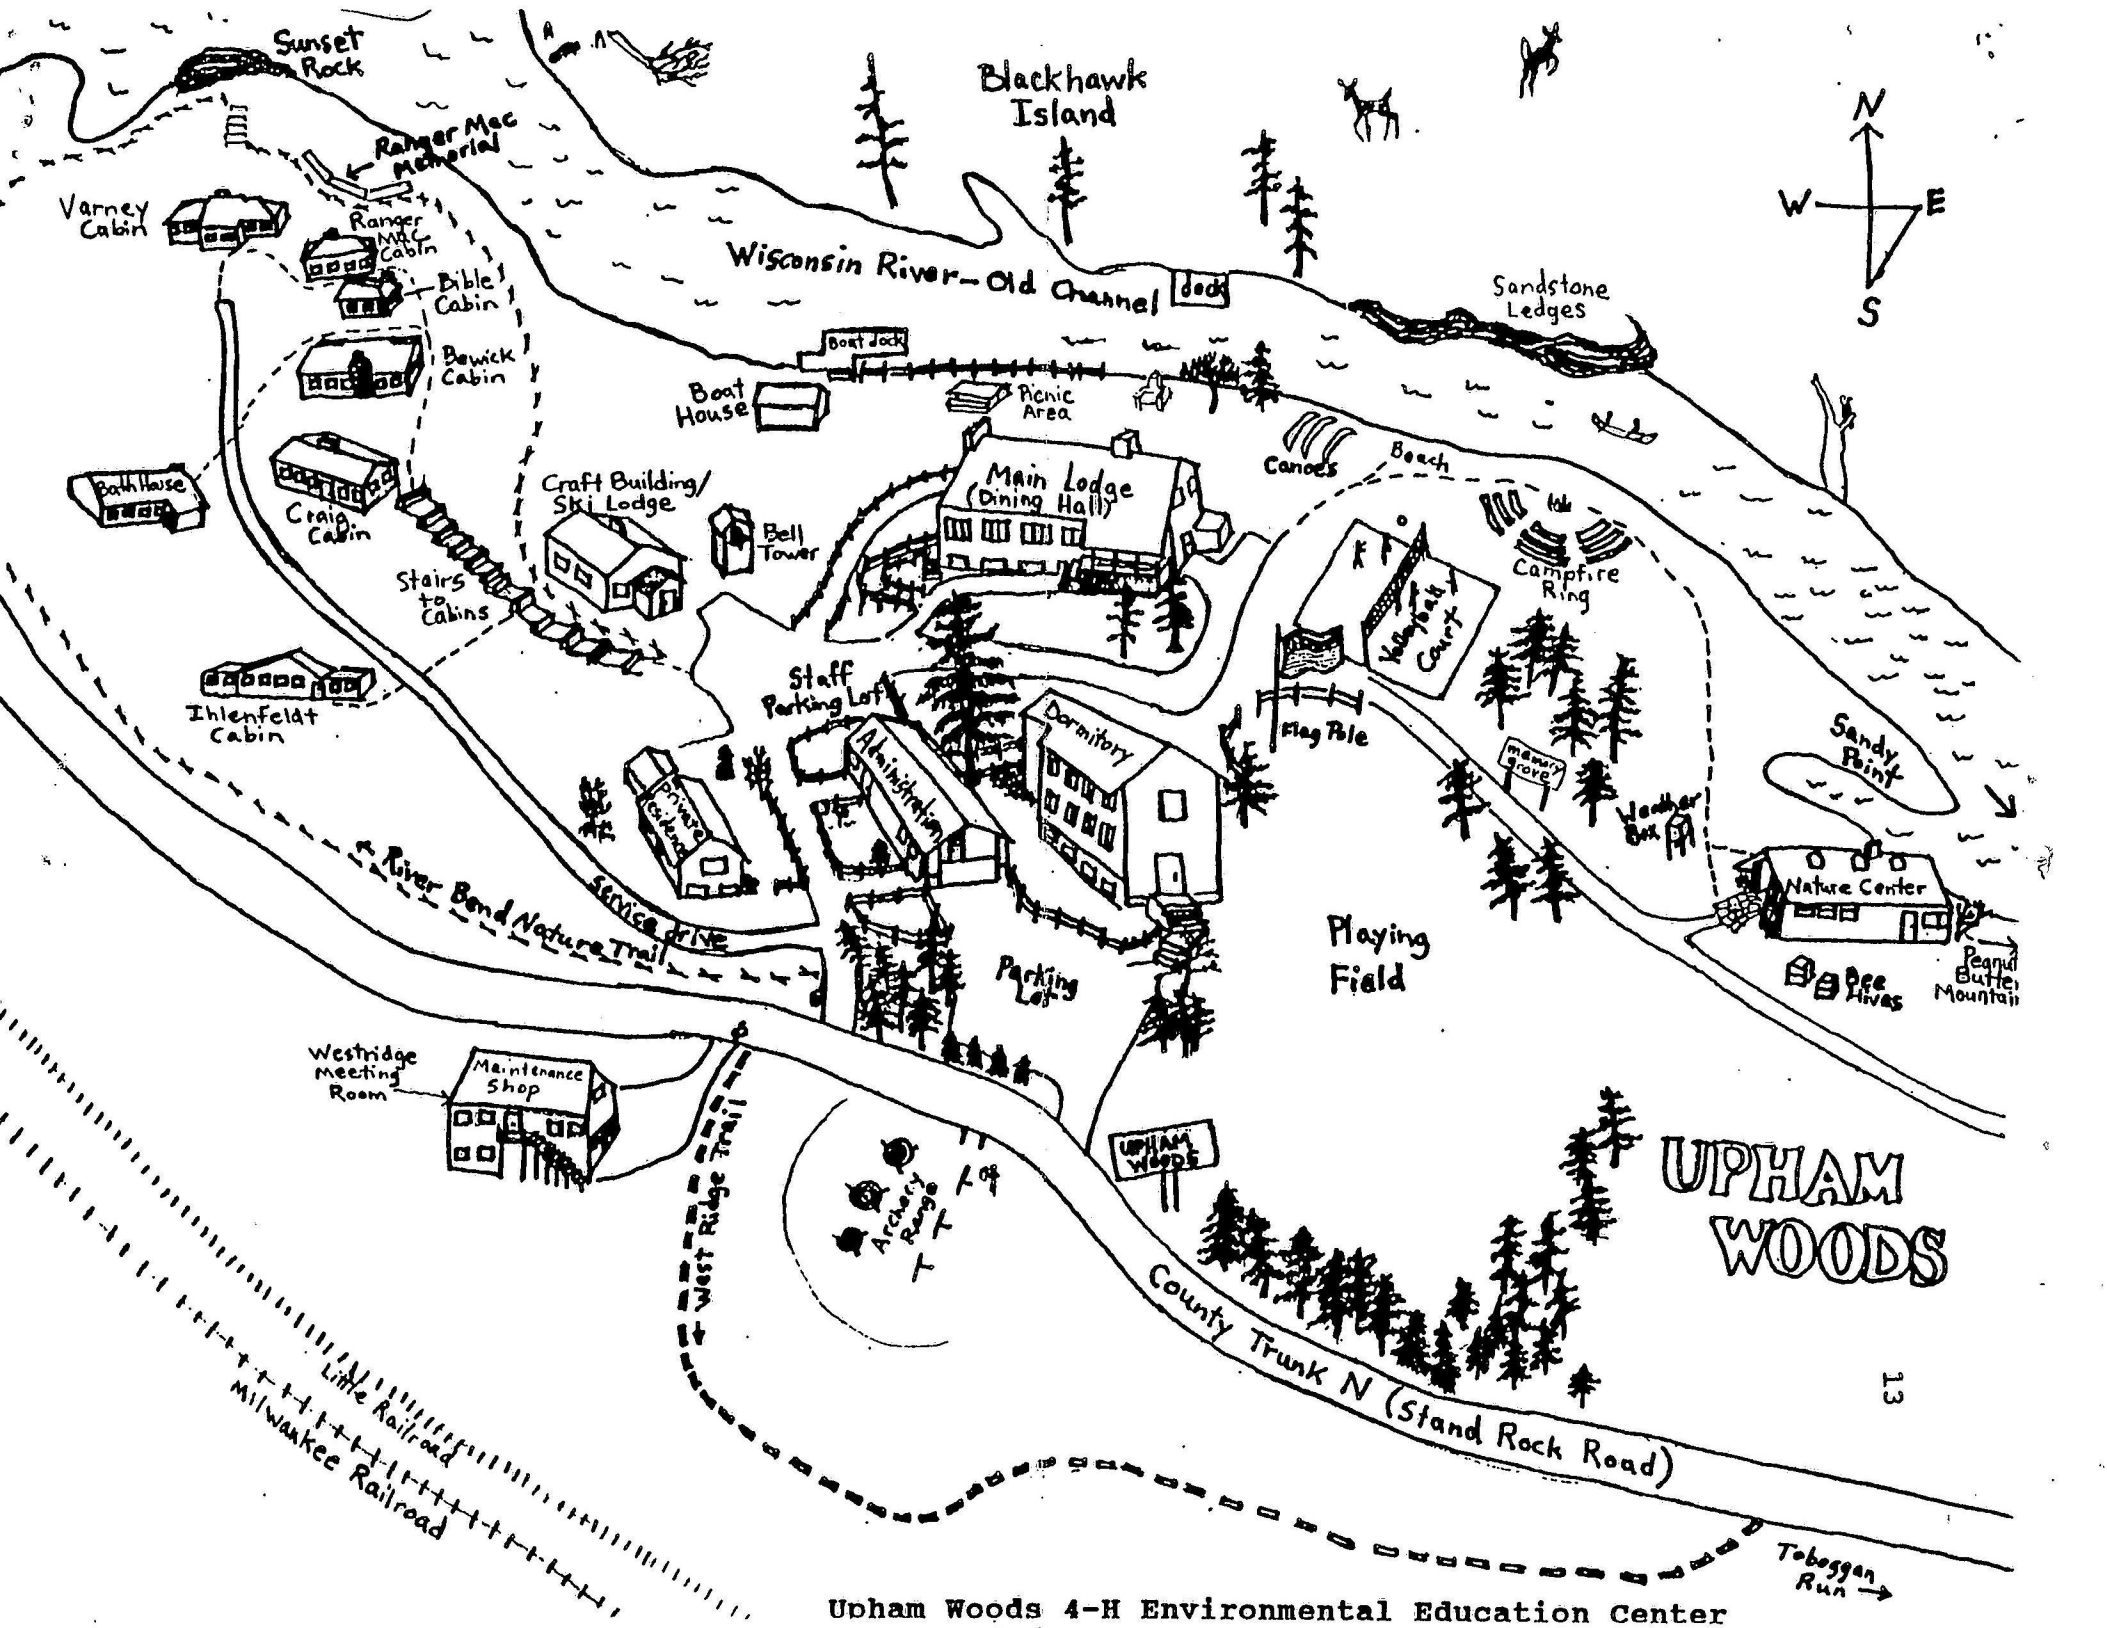 Sunset
Rock
Ranger Mac
Memorial
Blackhawk
Island
N
W
E
S
Varney
Cabin
Ranger
Mac
Cabin
Bible
Cabin
Bewick
Cabin
Wisconsin River-Old Channel
dock
Sandstone
Ledges
Boat dock
Boat
House
Picnic
Area
Canoes
Beach
Main Lodge
(Dining Hall)
Bath House
Craig
Cabin
Craft Building/
Ski Lodge
Bell
Tower
Stairs
to
Cabins
Campfire
Ring
Volleyball
Court
Ihlenfeldt
Cabin
Staff
Parking Lot
Flag Pole
Dormitory
Administration
Private
Residence
memory
grove
Sandy
Point
Weather
Box
Nature Center
River Bend Nature Trail
Service drive
Playing
Field
Parking
Lot
Bee
Hives
Peanut
Butter
Mountain
Westridge
Meeting
Room
Maintenance
Shop
West Ridge Trail
Archery
Range
UPHAM
WOODS
UPHAM
WOODS
County Trunk N (Stand Rock Road)
13
Little Railroad
Milwaukee Railroad
Toboggan
Run
Upham Woods 4-H Environmental Education Center